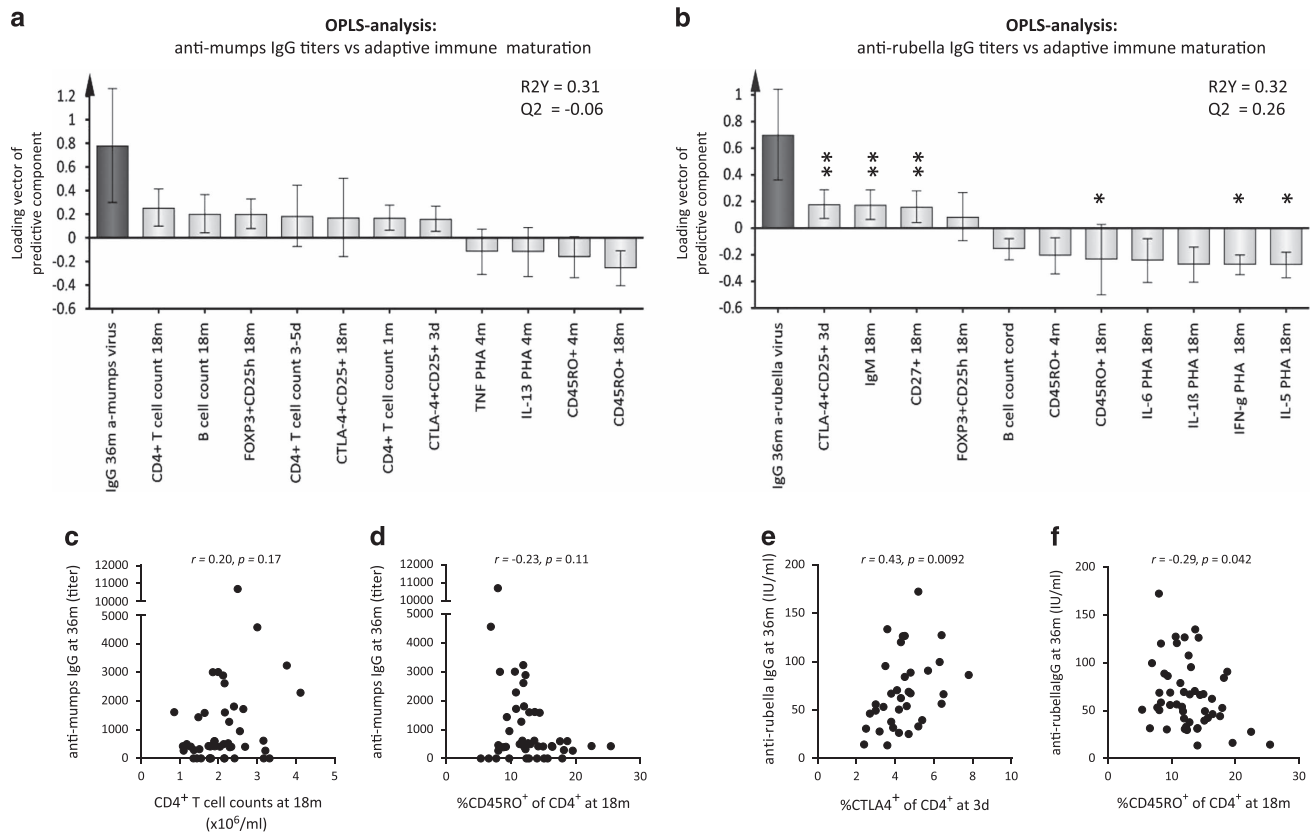 a
OPLS-analysis:
anti-mumps IgG titers vs adaptive immune maturation
R2Y = 0.31
Q2 = -0.06
Loading vector of
predictive component
1.2
1
0.8
0.6
0.4
0.2
0
-0.2
-0.4
-0.6
IgG 36m a-mumps virus
CD4+ T cell count 18m
B cell count 18m
FOXP3+CD25h 18m
CD4+ T cell count 3-5d
CTLA-4+CD25+ 18m
CD4+ T cell count 1m
CTLA-4+CD25+ 3d
TNF PHA 4m
IL-13 PHA 4m
CD45RO+ 4m
CD45RO+ 18m
b
OPLS-analysis:
anti-rubella IgG titers vs adaptive immune maturation
R2Y = 0.32
Q2 = 0.26
Loading vector of
predictive component
1
0.8
0.6
0.4
0.2
0
-0.2
-0.4
-0.6
** ** ** * * *
IgG 36m a-rubella virus
CTLA-4+CD25+ 3d
IgM 18m
CD27+ 18m
FOXP3+CD25h 18m
B cell count cord
CD45RO+ 4m
CD45RO+ 18m
IL-6 PHA 18m
IL-1ß PHA 18m
IFN-g PHA 18m
IL-5 PHA 18m
c
r = 0.20, p = 0.17
anti-mumps IgG at 36m (titer)
12000
11000
10000
5000
4000
3000
2000
1000
0
0 1 2 3 4 5
CD4+ T cell counts at 18m
(x10⁶/ml)
d
r = -0.23, p = 0.11
anti-mumps IgG at 36m (titer)
12000
11000
10000
5000
4000
3000
2000
1000
0
0 10 20 30
%CD45RO+ of CD4+ at 18m
e
r = 0.43, p = 0.0092
anti-rubella IgG at 36m (IU/ml)
200
150
100
50
0
0 2 4 6 8 10
%CTLA4+ of CD4+ at 3d
f
r = -0.29, p = 0.042
anti-rubellaIgG at 36m (IU/ml)
200
150
100
50
0
0 10 20 30
%CD45RO+ of CD4+ at 18m